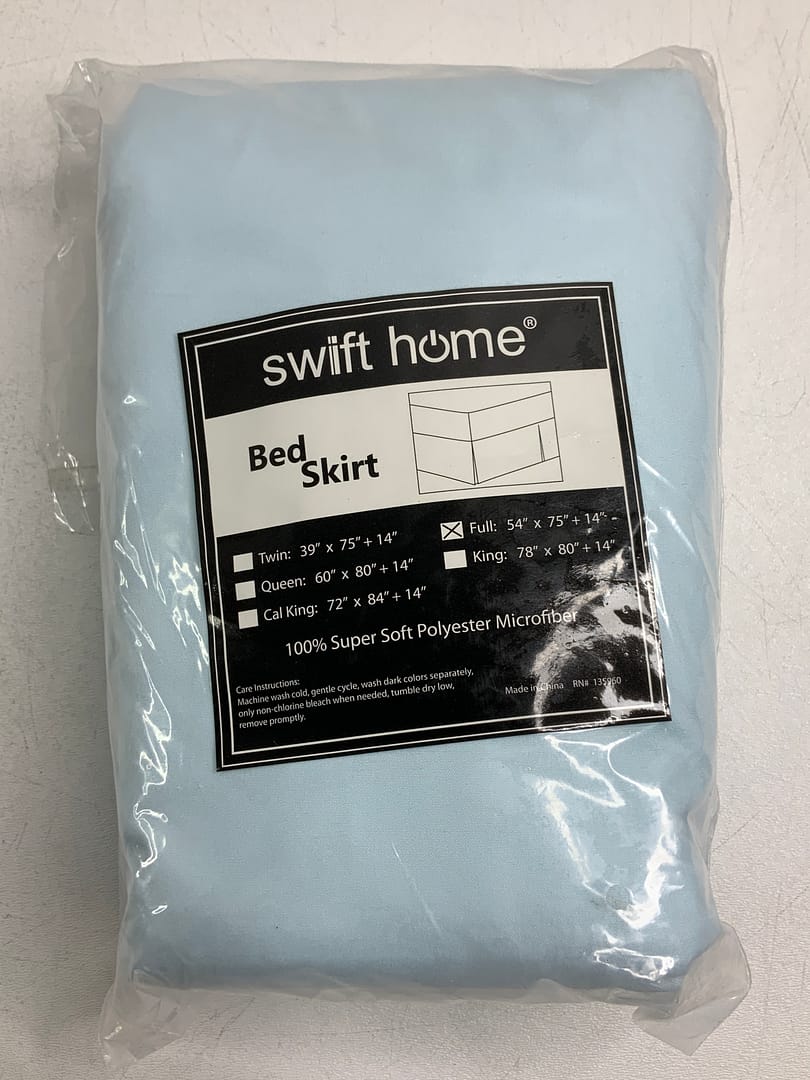 swift home®
Bed
Skirt
Twin: 39" x 75" + 14"
Full: 54" x 75" + 14"
Queen: 60" x 80" + 14"
King: 78" x 80" + 14"
Cal King: 72" x 84" + 14"
100% Super Soft Polyester Microfiber
Care Instructions:
Machine wash cold, gentle cycle, wash dark colors separately,
only non-chlorine bleach when needed, tumble dry low,
remove promptly.
Made in China RN# 135960